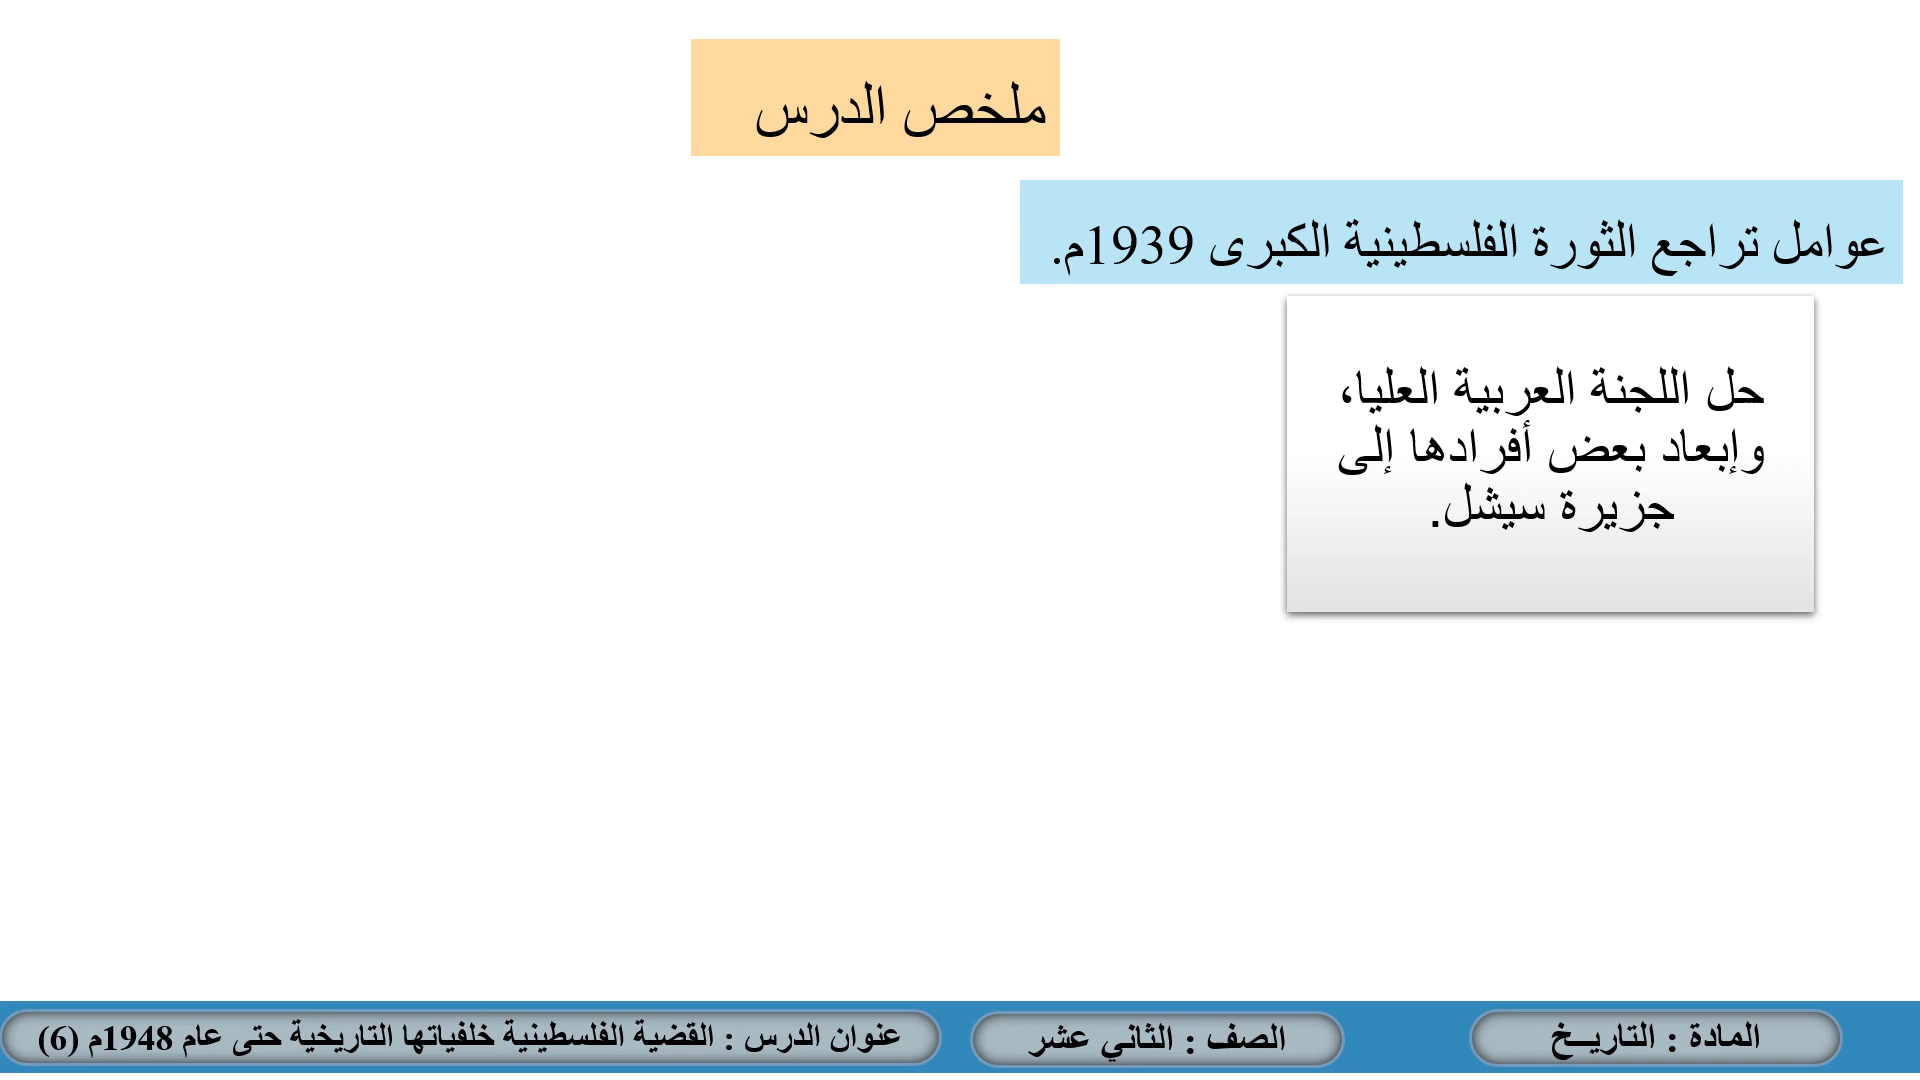 ملخص الدرس
عوامل تراجع الثورة الفلسطينية الكبرى 1939م.
حل اللجنة العربية العليا،
وإبعاد بعض أفرادها إلى
جزيرة سيشل.
المادة : التاريــخ
الصف : الثاني عشر
عنوان الدرس : القضية الفلسطينية خلفياتها التاريخية حتى عام 1948م (6)